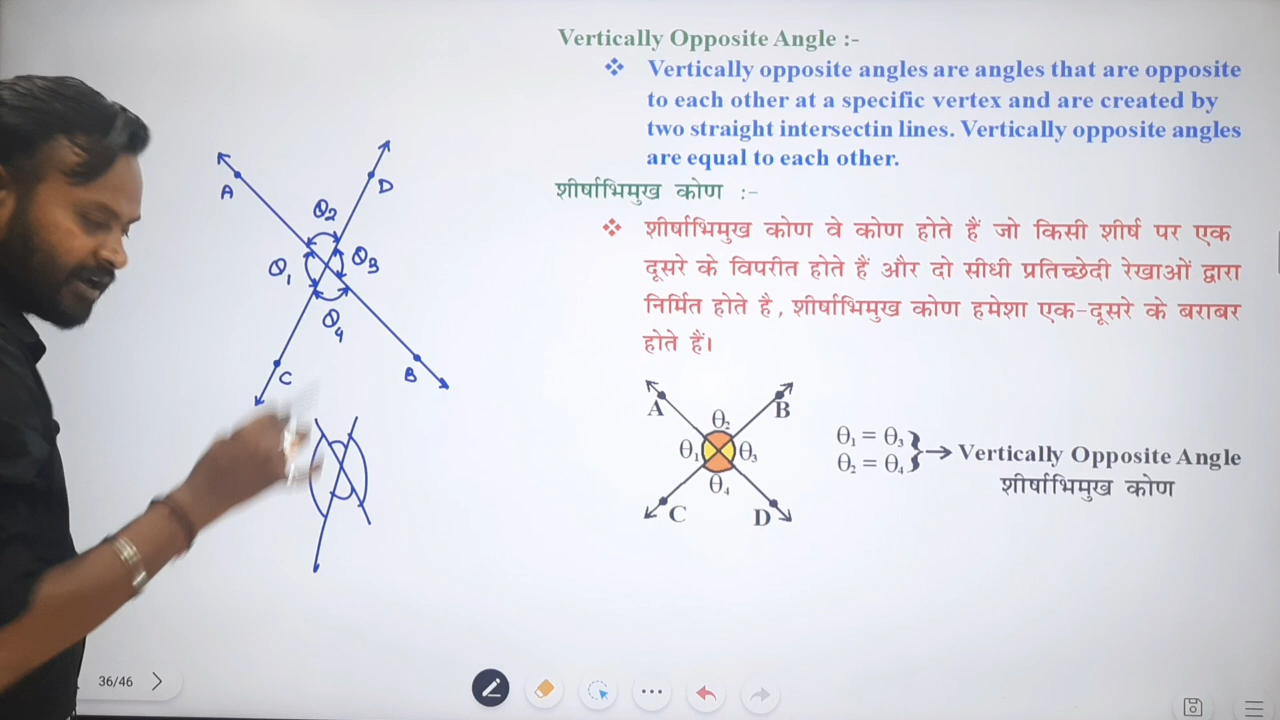 Vertically Opposite Angle :-
❖ Vertically opposite angles are angles that are opposite
to each other at a specific vertex and are created by
two straight intersectin lines. Vertically opposite angles
are equal to each other.
शीर्षाभिमुख कोण :-
❖ शीर्षाभिमुख कोण वे कोण होते हैं जो किसी शीर्ष पर एक
दूसरे के विपरीत होते हैं और दो सीधी प्रतिच्छेदी रेखाओं द्वारा
निर्मित होते है, शीर्षाभिमुख कोण हमेशा एक-दूसरे के बराबर
होते हैं।
A D
θ₂
θ₁ θ₃
θ₄
C B
A B
θ₂
θ₁ θ₃
θ₄
C D
θ₁ = θ₃
θ₂ = θ₄
} → Vertically Opposite Angle
शीर्षाभिमुख कोण
36/46